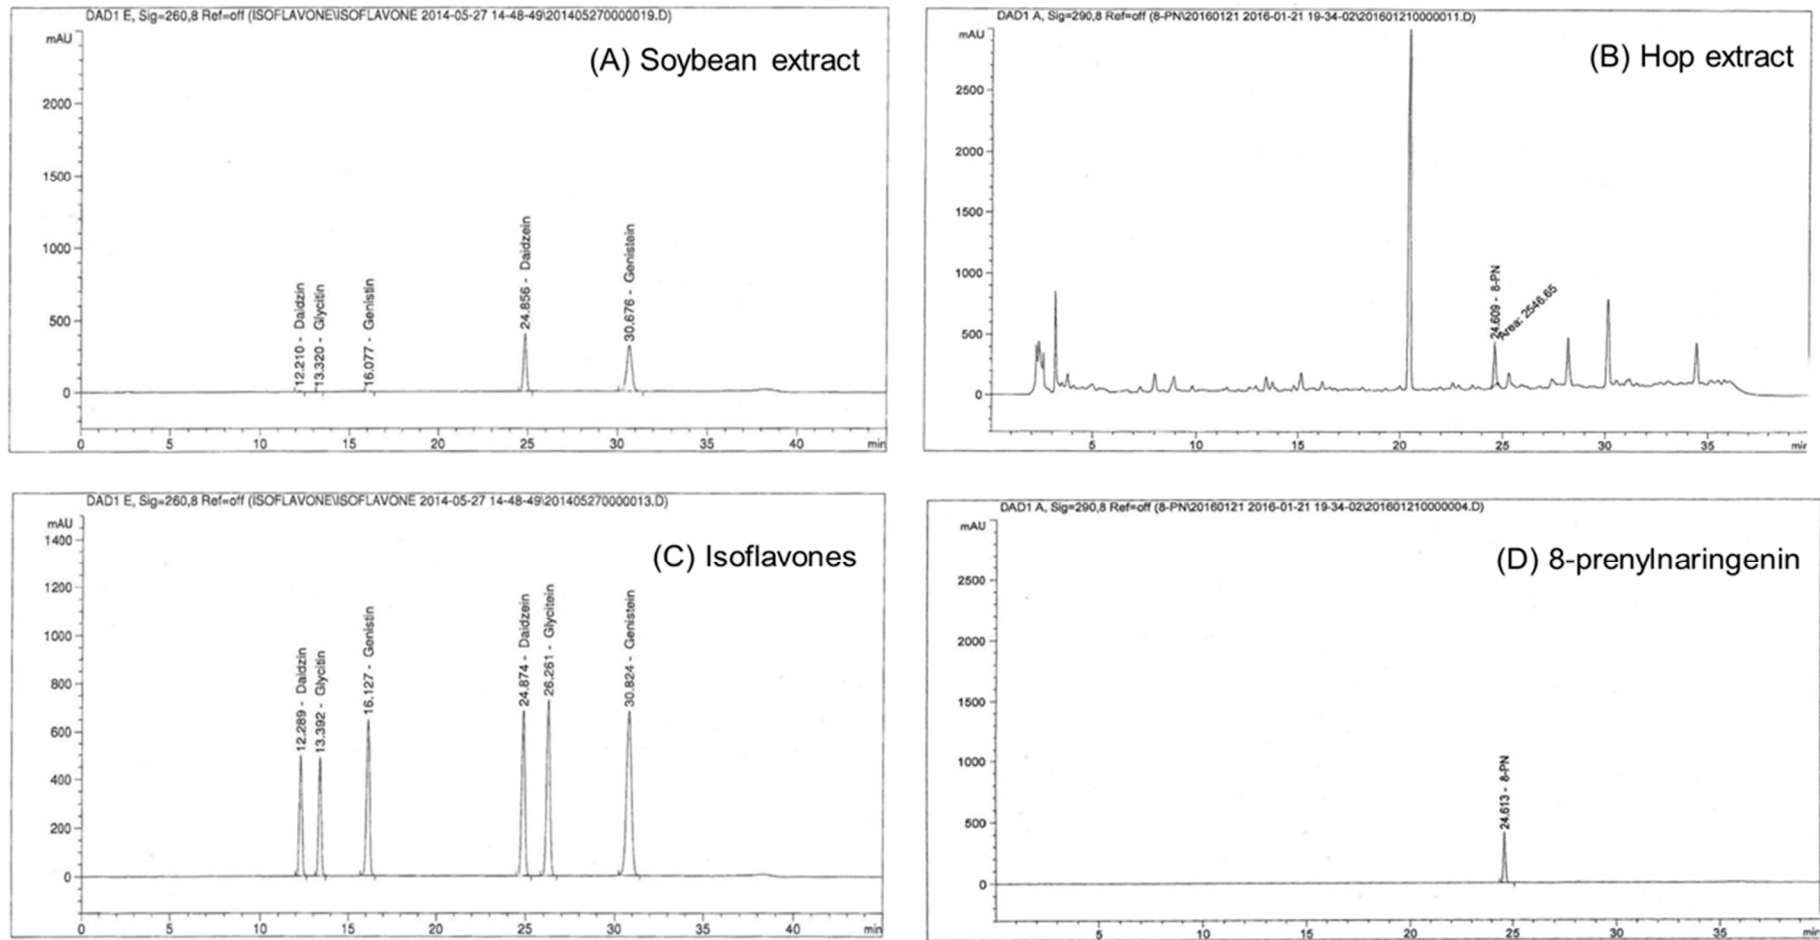 DAD1 E, Sig=260,8 Ref=off (ISOFLAVONE\ISOFLAVONE 2014-05-27 14-48-49\201405270000019.D)
mAU
(A) Soybean extract
2000
1500
1000
500
0
12.210 - Daidzin
13.320 - Glycitin
16.077 - Genistin
24.856 - Daidzein
30.676 - Genistein
0 5 10 15 20 25 30 35 40 min
DAD1 A, Sig=290,8 Ref=off (8-PN\20160121 2016-01-21 19-34-02\201601210000011.D)
mAU
(B) Hop extract
2500
2000
1500
1000
500
0
24.609 - 8-PN
Area: 2546.65
5 10 15 20 25 30 35 min
DAD1 E, Sig=260,8 Ref=off (ISOFLAVONE\ISOFLAVONE 2014-05-27 14-48-49\201405270000013.D)
mAU
(C) Isoflavones
1400
1200
1000
800
600
400
200
0
12.289 - Daidzin
13.392 - Glycitin
16.127 - Genistin
24.874 - Daidzein
26.261 - Glycitein
30.824 - Genistein
0 5 10 15 20 25 30 35 40 min
DAD1 A, Sig=290,8 Ref=off (8-PN\20160121 2016-01-21 19-34-02\201601210000004.D)
mAU
(D) 8-prenylnaringenin
2500
2000
1500
1000
500
0
24.613 - 8-PN
5 10 15 20 25 30 35 min